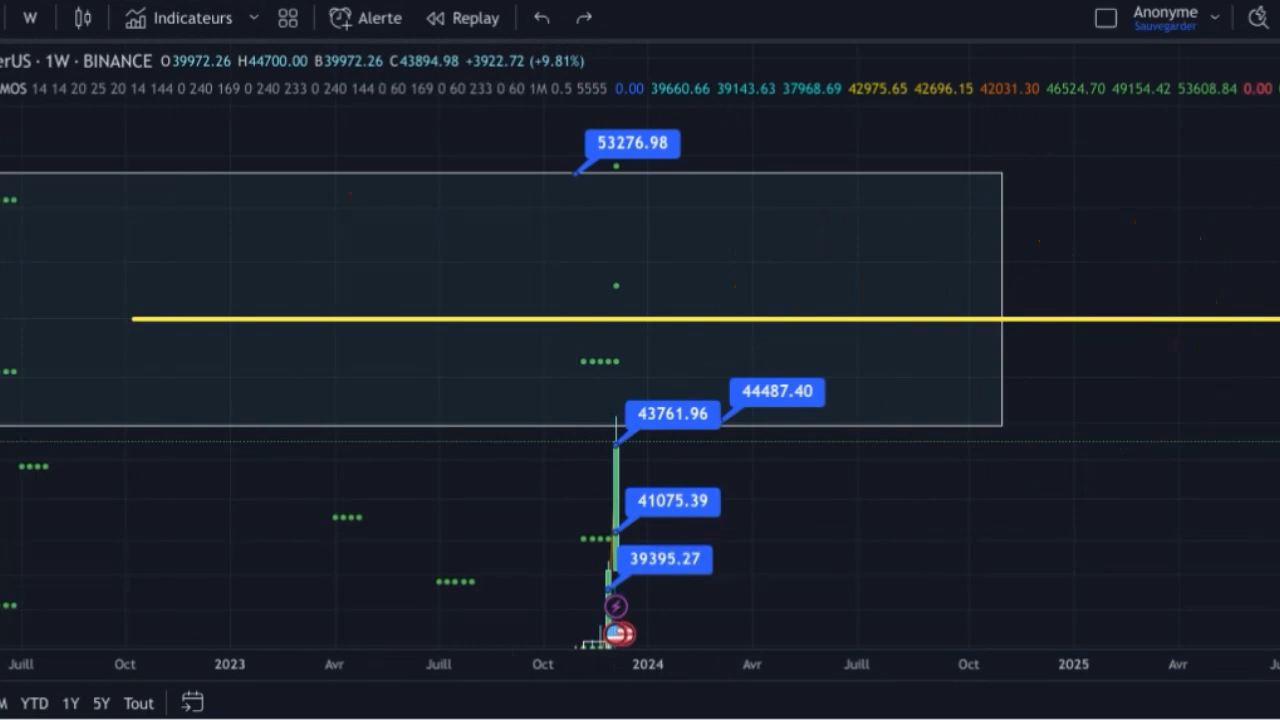 W Indicateurs Alerte Replay Anonyme
Sauvegarder
erUS · 1W · BINANCE O39972.26 H44700.00 B39972.26 C43894.98 +3922.72 (+9.81%)
MOS 14 14 20 25 20 14 144 0 240 169 0 240 233 0 240 144 0 60 169 0 60 233 0 60 1M 0.5 5555 0.00 39660.66 39143.63 37968.69 42975.65 42696.15 42031.30 46524.70 49154.42 53608.84 0.00
53276.98
44487.40
43761.96
41075.39
39395.27
Juill Oct 2023 Avr Juill Oct 2024 Avr Juill Oct 2025 Avr Ju
M YTD 1Y 5Y Tout